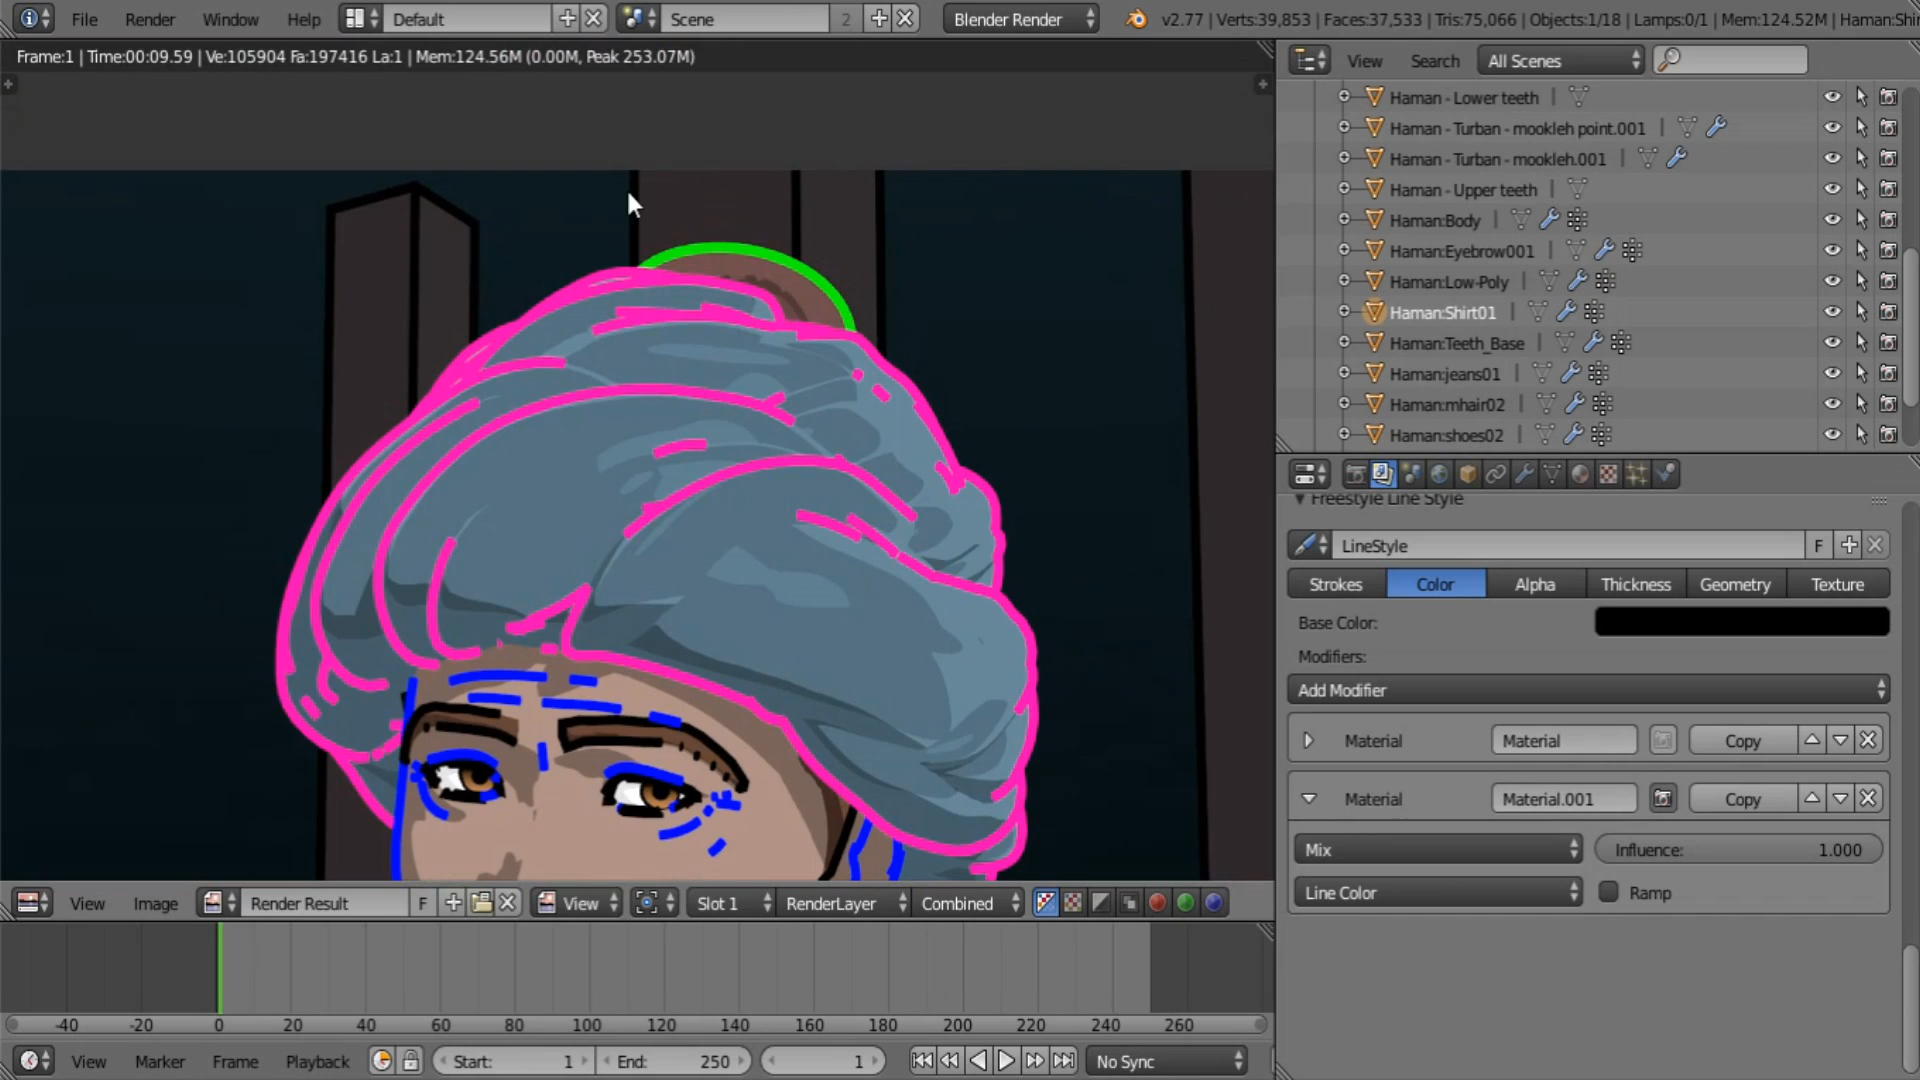 File Render Window Help Default Scene 2 Blender Render v2.77 | Verts:39,853 | Faces:37,533 | Tris:75,066 | Objects:1/18 | Lamps:0/1 | Mem:124.52M | Haman:Shi
Frame:1 | Time:00:09.59 | Ve:105904 Fa:197416 La:1 | Mem:124.56M (0.00M, Peak 253.07M)
View Search All Scenes
Haman - Lower teeth
Haman - Turban - mookleh point.001
Haman - Turban - mookleh.001
Haman - Upper teeth
Haman:Body
Haman:Eyebrow001
Haman:Low-Poly
Haman:Shirt01
Haman:Teeth_Base
Haman:jeans01
Haman:mhair02
Haman:shoes02
Freestyle Line Style
LineStyle F
Strokes Color Alpha Thickness Geometry Texture
Base Color:
Modifiers:
Add Modifier
Material Material Copy
Material Material.001 Copy
Mix Influence: 1.000
Line Color Ramp
View Image Render Result F View Slot 1 RenderLayer Combined
-40 -20 0 20 40 60 80 100 120 140 160 180 200 220 240 260
View Marker Frame Playback Start: 1 End: 250 1 No Sync